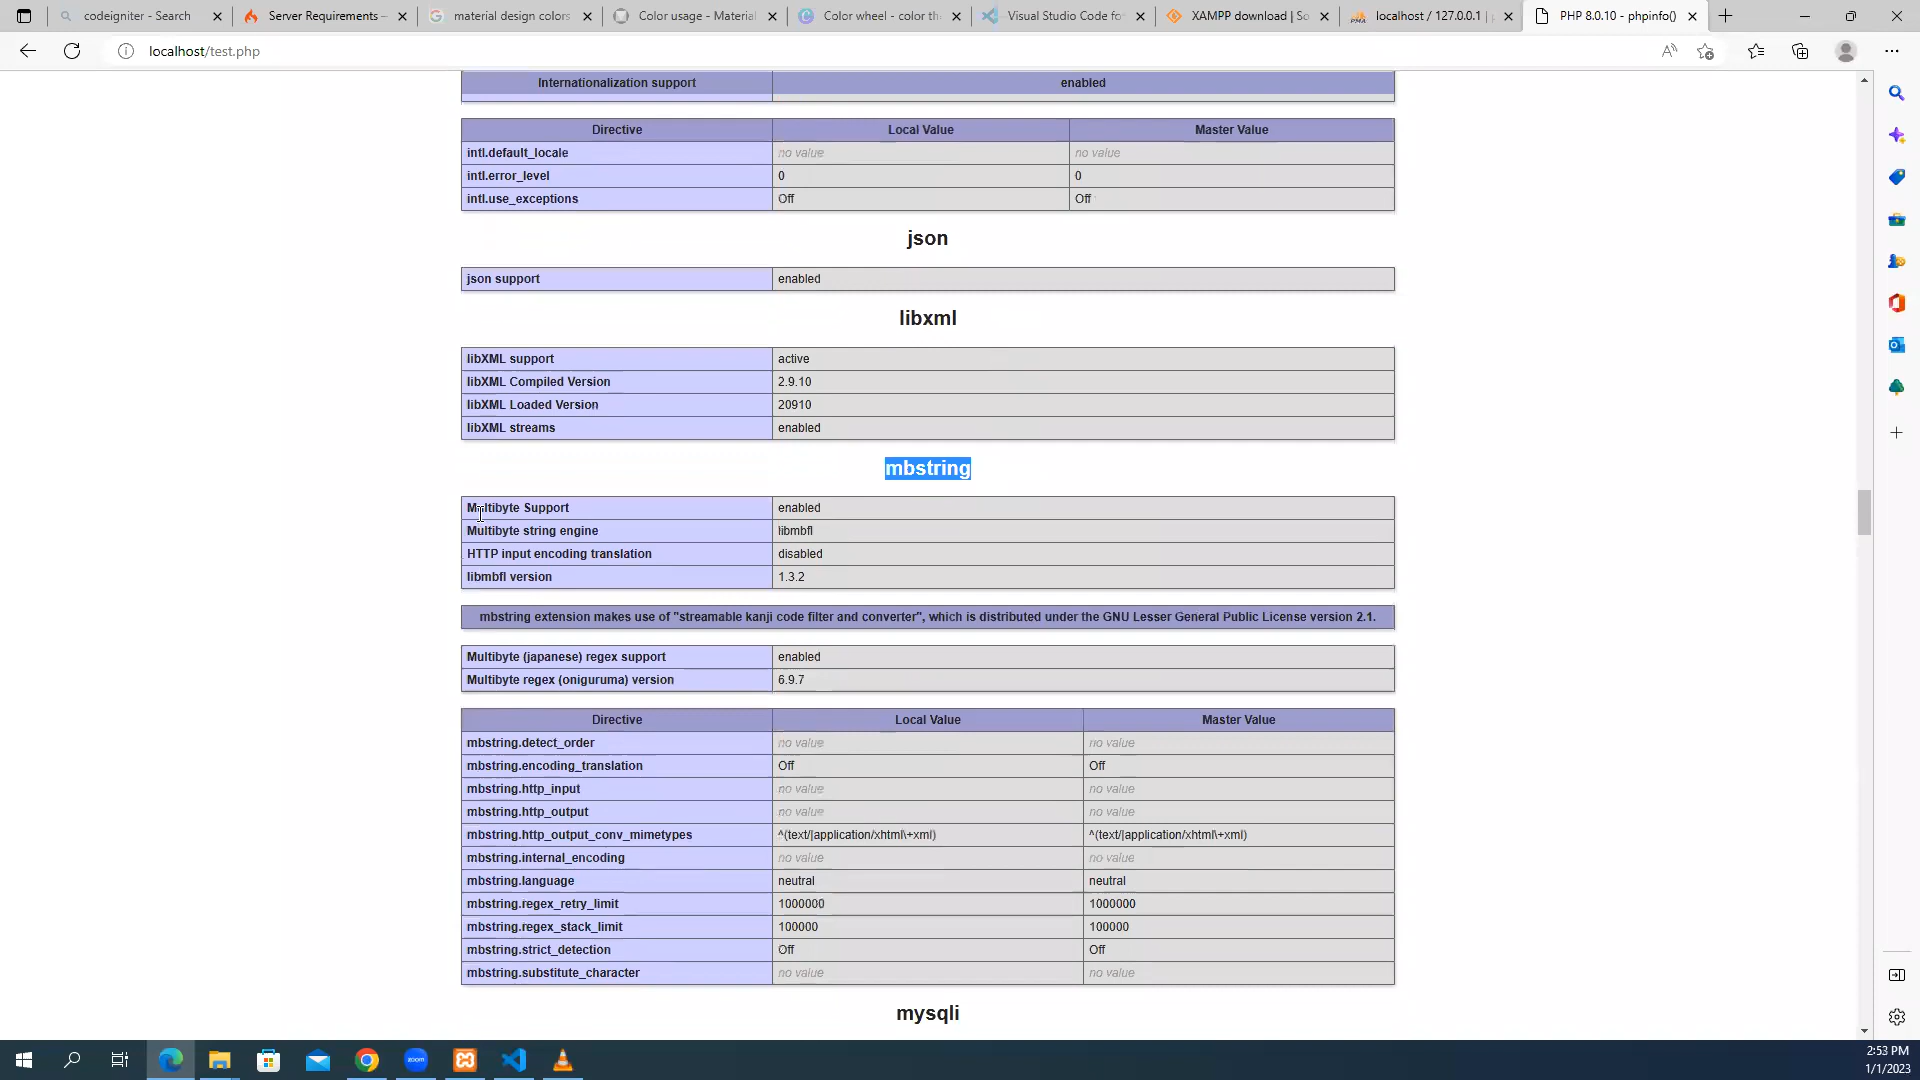 codeigniter - Search
Server Requirements —
material design colors
Color usage - Material
Color wheel - color th
Visual Studio Code fo
XAMPP download | So
localhost / 127.0.0.1 |
PHP 8.0.10 - phpinfo()
localhost/test.php
Internationalization support enabled
Directive Local Value Master Value
intl.default_locale no value no value
intl.error_level 0 0
intl.use_exceptions Off Off
json
json support enabled
libxml
libXML support active
libXML Compiled Version 2.9.10
libXML Loaded Version 20910
libXML streams enabled
mbstring
Multibyte Support enabled
Multibyte string engine libmbfl
HTTP input encoding translation disabled
libmbfl version 1.3.2
mbstring extension makes use of "streamable kanji code filter and converter", which is distributed under the GNU Lesser General Public License version 2.1.
Multibyte (japanese) regex support enabled
Multibyte regex (oniguruma) version 6.9.7
Directive Local Value Master Value
mbstring.detect_order no value no value
mbstring.encoding_translation Off Off
mbstring.http_input no value no value
mbstring.http_output no value no value
mbstring.http_output_conv_mimetypes ^(text/|application/xhtml\+xml) ^(text/|application/xhtml\+xml)
mbstring.internal_encoding no value no value
mbstring.language neutral neutral
mbstring.regex_retry_limit 1000000 1000000
mbstring.regex_stack_limit 100000 100000
mbstring.strict_detection Off Off
mbstring.substitute_character no value no value
mysqli
zoom
2:53 PM
1/1/2023